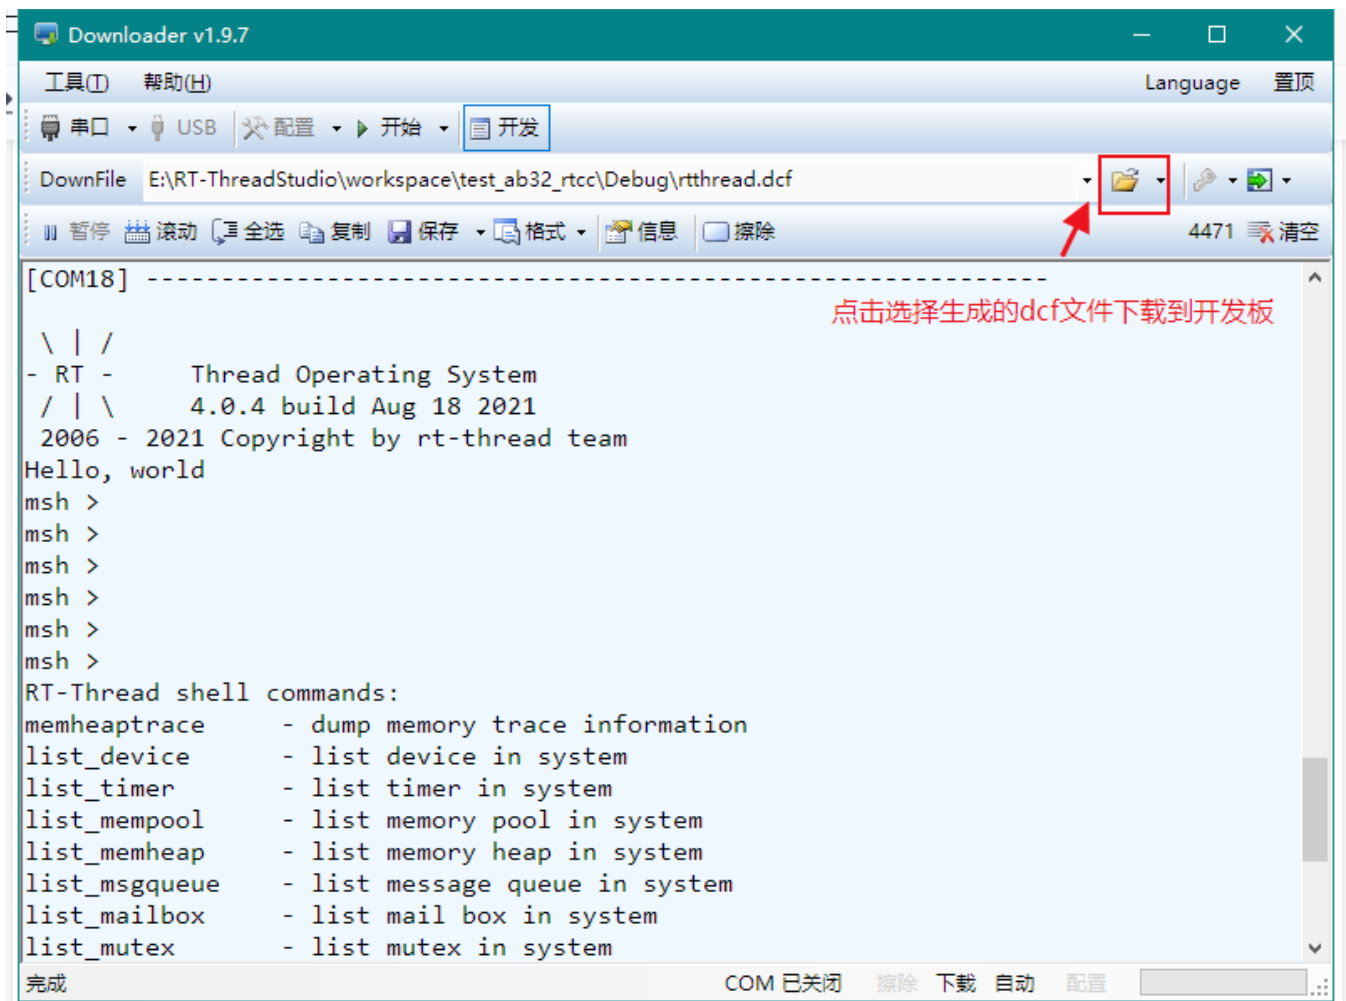 Downloader v1.9.7
工具(T) 帮助(H) Language 置顶
串口 USB 配置 开始 开发
DownFile E:\RT-ThreadStudio\workspace\test_ab32_rtcc\Debug\rtthread.dcf
暂停 滚动 全选 复制 保存 格式 信息 擦除 4471 清空
[COM18] ------------------------------------------------------------
点击选择生成的dcf文件下载到开发板
\ | /
- RT -     Thread Operating System
/ | \     4.0.4 build Aug 18 2021
2006 - 2021 Copyright by rt-thread team
Hello, world
msh >
msh >
msh >
msh >
msh >
msh >
RT-Thread shell commands:
memheaptrace     - dump memory trace information
list_device      - list device in system
list_timer       - list timer in system
list_mempool     - list memory pool in system
list_memheap     - list memory heap in system
list_msgqueue    - list message queue in system
list_mailbox     - list mail box in system
list_mutex       - list mutex in system
完成 COM 已关闭 擦除 下载 自动 配置